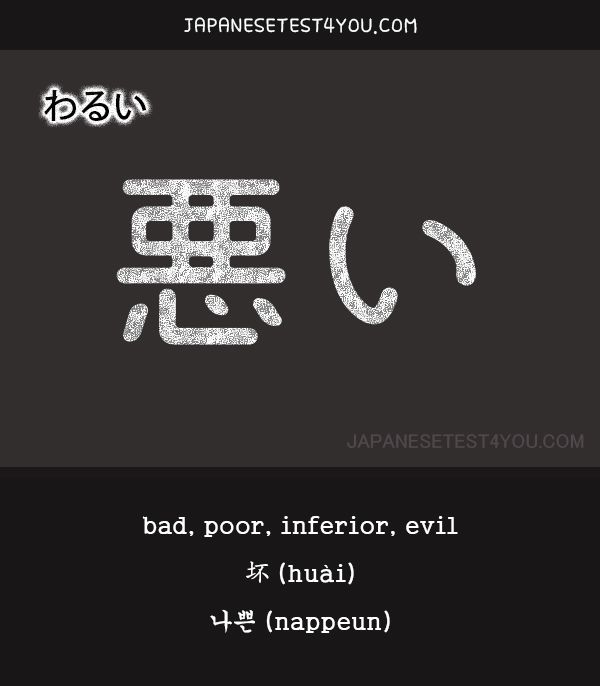 JAPANESETEST4YOU.COM
わるい
悪い
JAPANESETEST4YOU.COM
bad, poor, inferior, evil
坏 (huài)
나쁜 (nappeun)